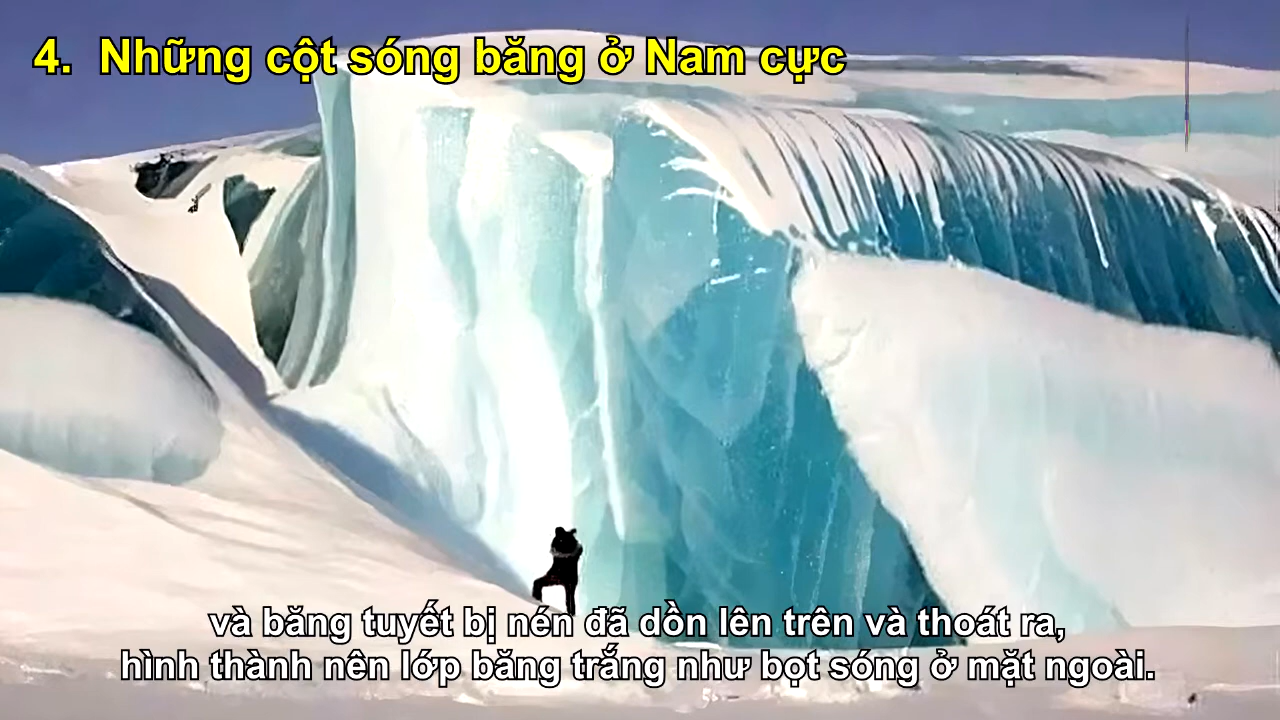 4. Những cột sóng băng ở Nam cực
và băng tuyết bị nén đã dồn lên trên và thoát ra,
hình thành nên lớp băng trắng như bọt sóng ở mặt ngoài.